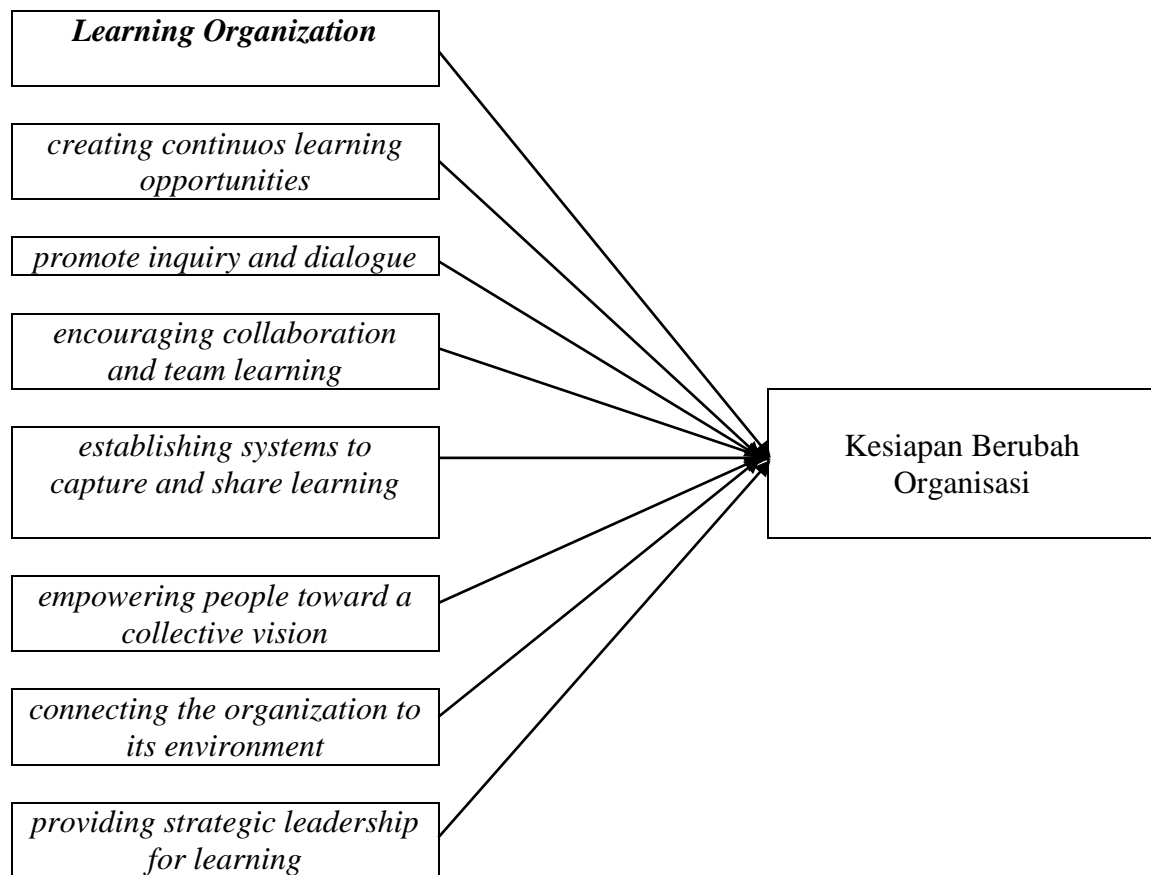 Learning Organization
creating continuos learning
opportunities
promote inquiry and dialogue
encouraging collaboration
and team learning
establishing systems to
capture and share learning
empowering people toward a
collective vision
connecting the organization to
its environment
providing strategic leadership
for learning
Kesiapan Berubah
Organisasi